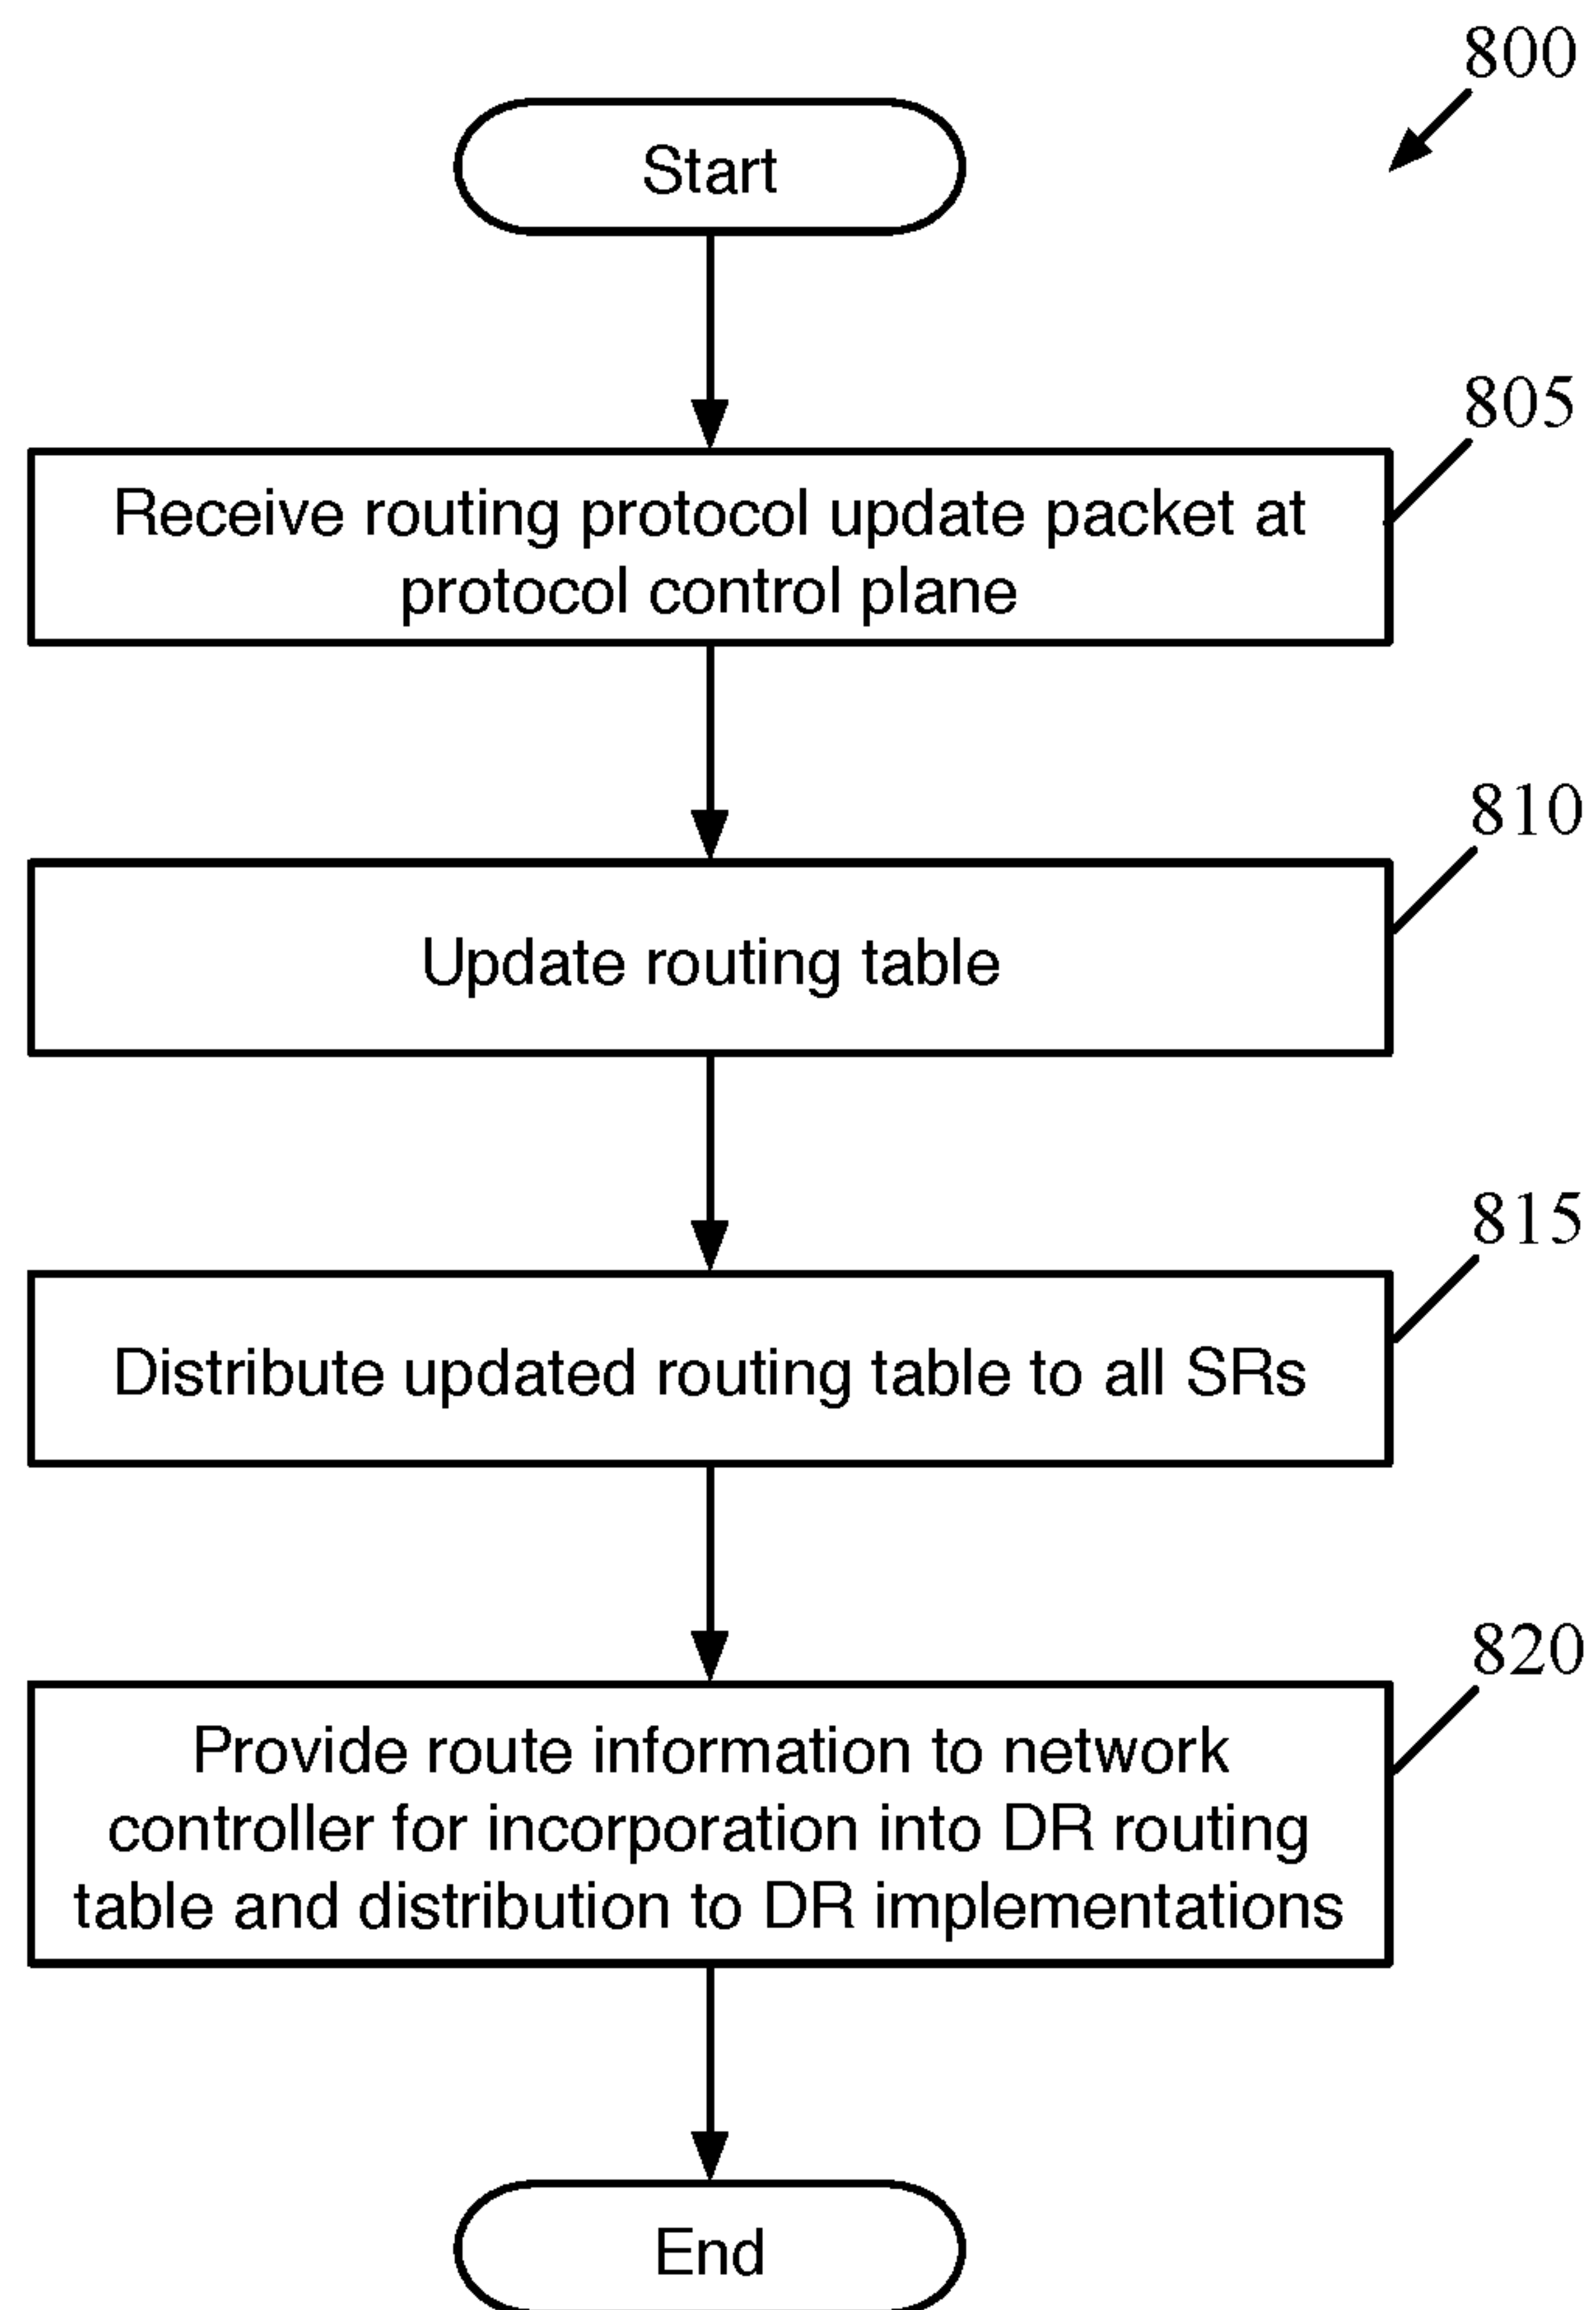 800
Start
805
Receive routing protocol update packet at
protocol control plane
810
Update routing table
815
Distribute updated routing table to all SRs
820
Provide route information to network
controller for incorporation into DR routing
table and distribution to DR implementations
End